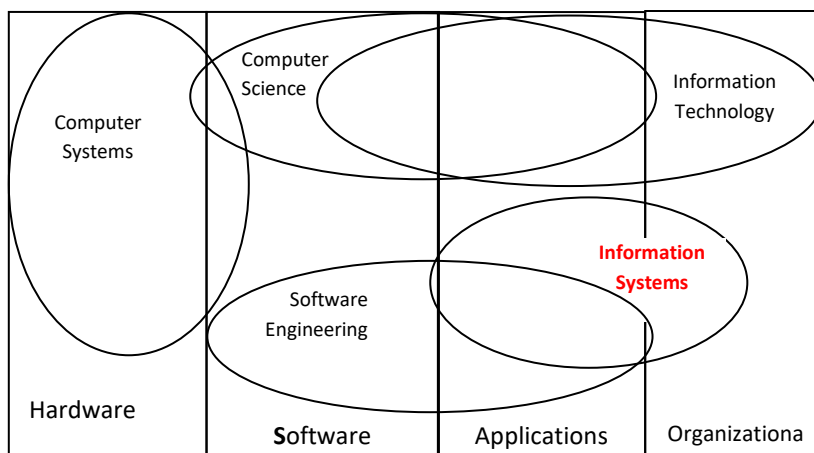 Computer
Science
Information
Technology
Computer
Systems
Information
Systems
Software
Engineering
Hardware
Software
Applications
Organizationa